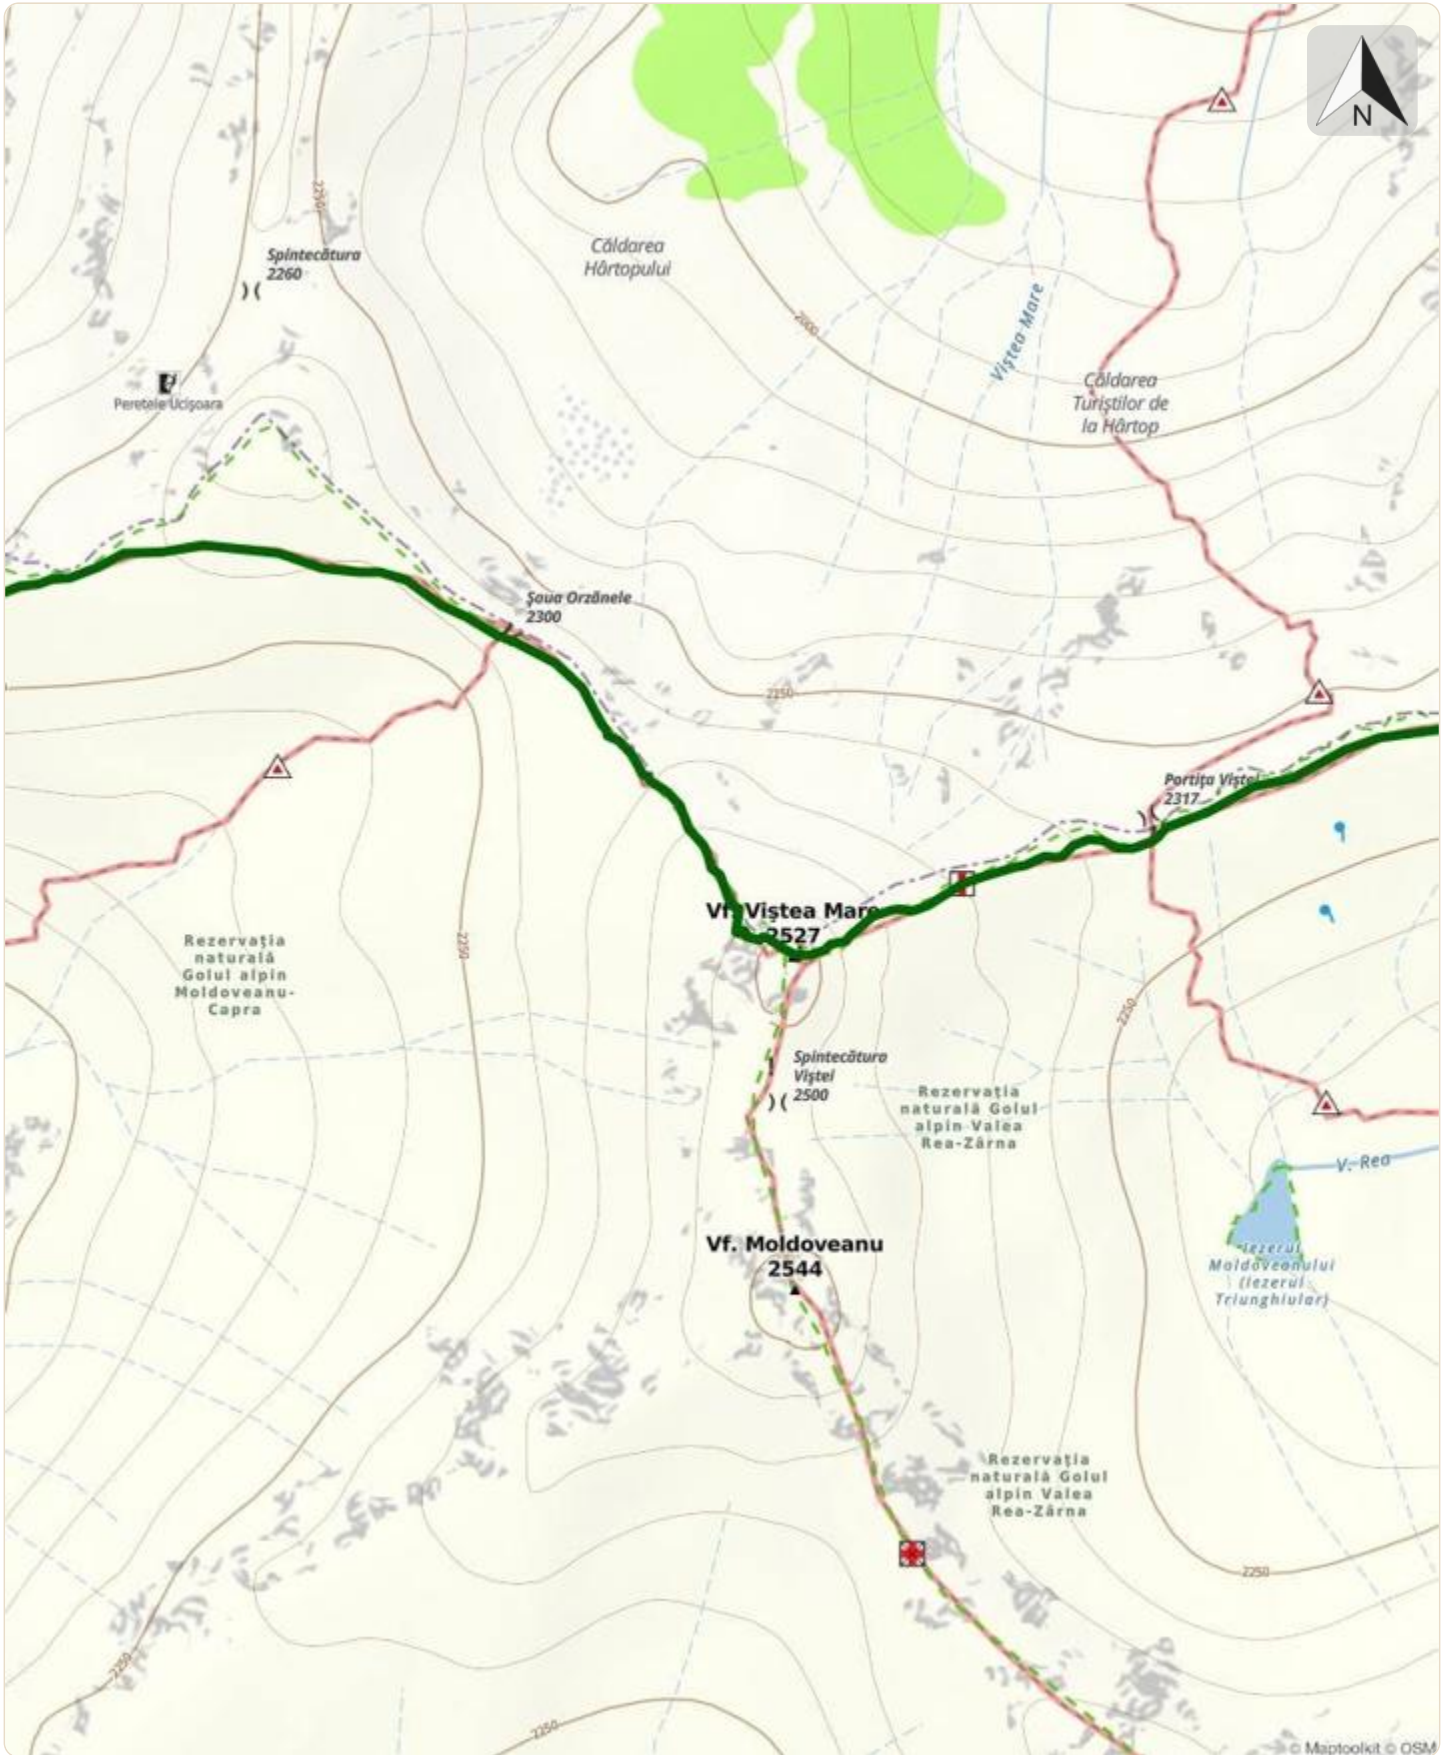 N
2250
Spintecătura
2260
Căldarea
Hârtopului
2000
Viștea Mare
Peretele Ucișoara
Căldarea
Turiștilor de
la Hârtop
Șaua Orzănele
2300
2250
Portița Viștei
2317
Vf. Viștea Mare
2527
Rezervația
naturală
Golul alpin
Moldoveanu-
Capra
2250
2250
Spintecătura
Viștei
2500
Rezervația
naturală Golul
alpin Valea
Rea-Zârna
V. Rea
Vf. Moldoveanu
2544
Iezerul
Moldoveanului
(Iezerul
Triunghiular)
Rezervația
naturală Golul
alpin Valea
Rea-Zârna
2250
2250
2250
© Maptoolkit © OSM